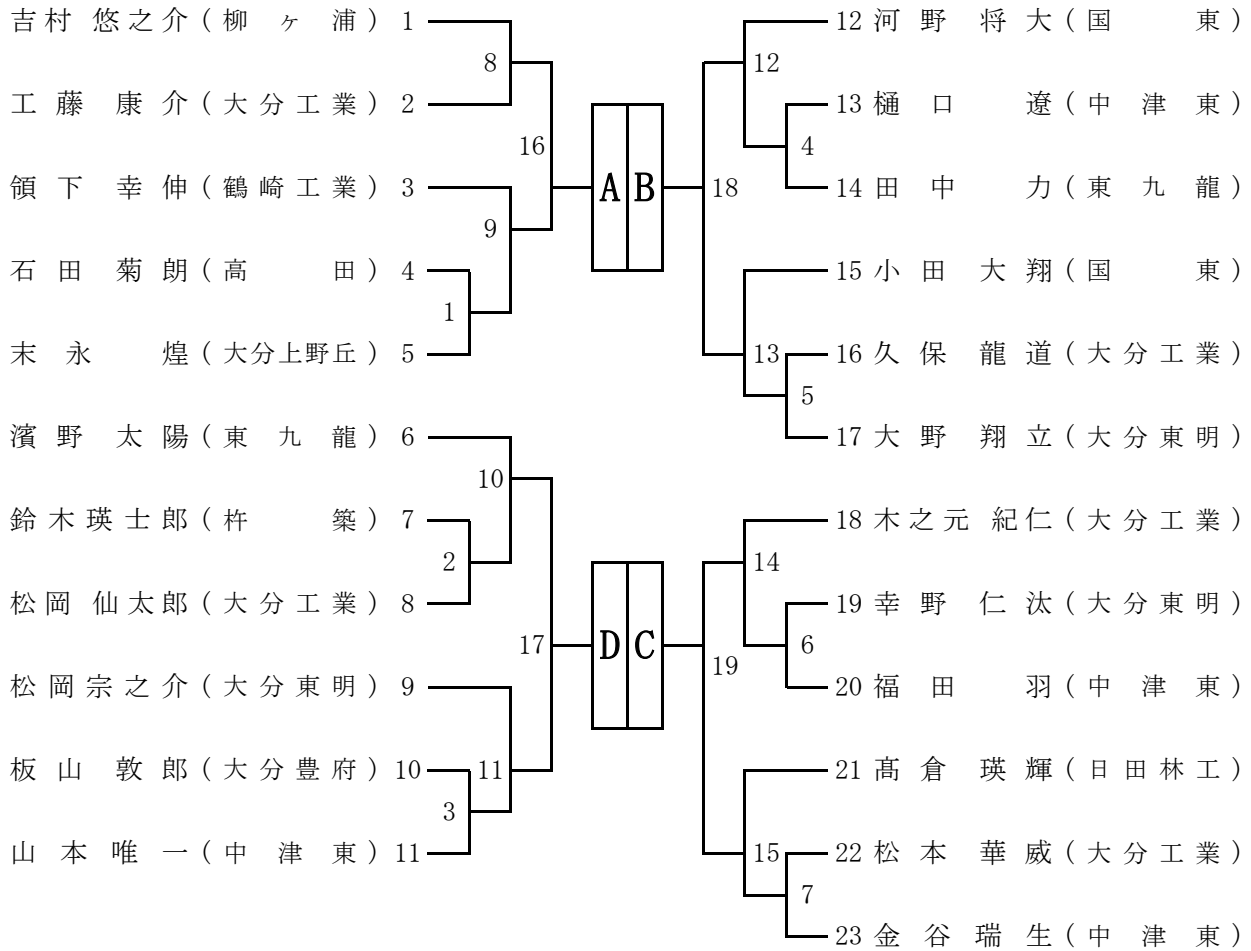 吉村 悠之介 ( 柳 ヶ 浦 ) 1
8
工 藤 康 介 ( 大 分 工 業 ) 2
16
領 下 幸 伸 ( 鶴 崎 工 業 ) 3
9
石 田 菊 朗 ( 高 田 ) 4
1
末 永 煌 ( 大分上野丘 ) 5
濱 野 太 陽 ( 東 九 龍 ) 6
10
鈴 木 瑛 士 郎 ( 杵 築 ) 7
2
松 岡 仙太郎 ( 大 分 工 業 ) 8
17
松 岡 宗 之 介 ( 大 分 東 明 ) 9
板 山 敦 郎 ( 大 分 豊 府 ) 10
11
3
山 本 唯 一 ( 中 津 東 ) 11
A B
D C
12 河 野 将 大 ( 国 東 )
12
13 樋 口 遼 ( 中 津 東 )
4
14 田 中 力 ( 東 九 龍 )
18
15 小 田 大 翔 ( 国 東 )
13
16 久 保 龍 道 ( 大 分 工 業 )
5
17 大 野 翔 立 ( 大 分 東 明 )
18 木 之 元 紀 仁 ( 大 分 工 業 )
14
19 幸 野 仁 汰 ( 大 分 東 明 )
6
19
20 福 田 羽 ( 中 津 東 )
21 髙 倉 瑛 輝 ( 日 田 林 工 )
15
22 松 本 華 威 ( 大 分 工 業 )
7
23 金 谷 瑞 生 ( 中 津 東 )